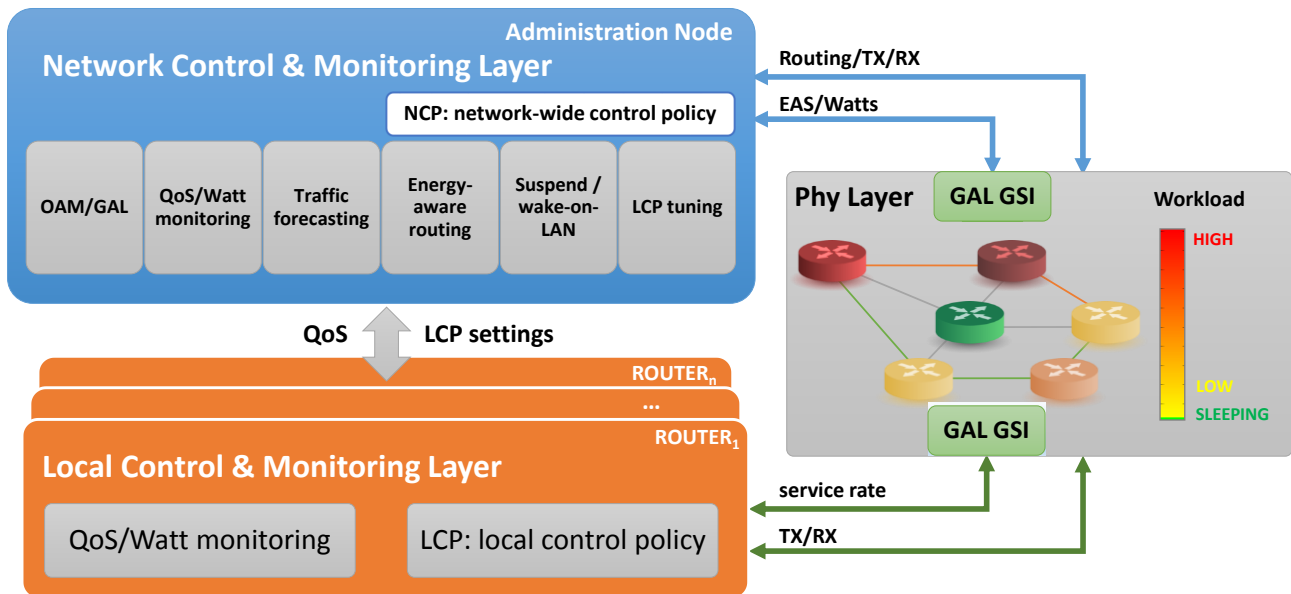 Administration Node
Network Control & Monitoring Layer
NCP: network-wide control policy
OAM/GAL
QoS/Watt
monitoring
Traffic
forecasting
Energy-
aware
routing
Suspend /
wake-on-
LAN
LCP tuning
Routing/TX/RX
EAS/Watts
Phy Layer
GAL GSI
Workload
HIGH
LOW
SLEEPING
GAL GSI
QoS
LCP settings
ROUTERn
...
ROUTER1
Local Control & Monitoring Layer
QoS/Watt monitoring
LCP: local control policy
service rate
TX/RX